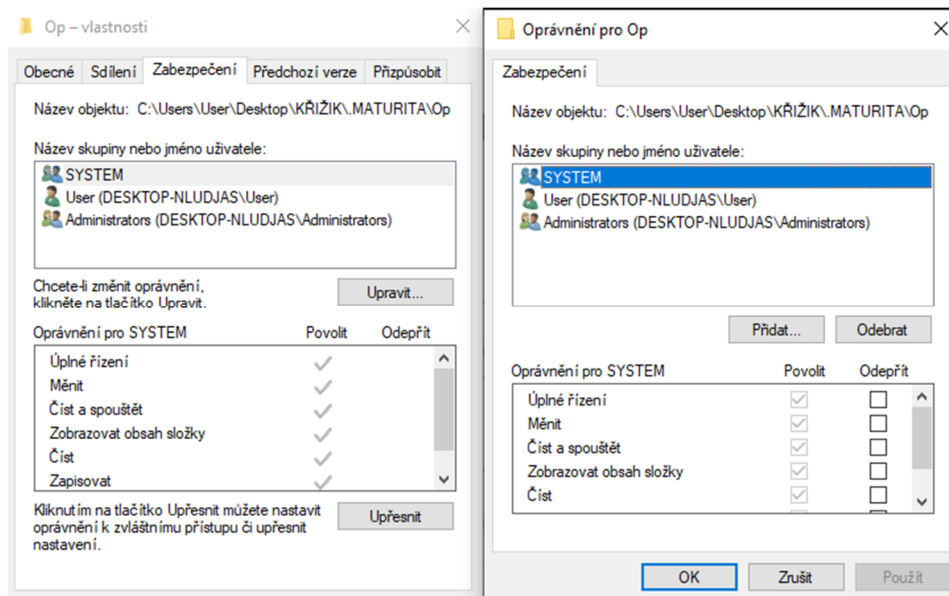 Op – vlastnosti
Obecné Sdílení Zabezpečení Předchozí verze Přizpůsobit
Název objektu: C:\Users\User\Desktop\KŘIŽIK\.MATURITA\Op
Název skupiny nebo jméno uživatele:
SYSTEM
User (DESKTOP-NLUDJAS\User)
Administrators (DESKTOP-NLUDJAS\Administrators)
Chcete-li změnit oprávnění,
klikněte na tlačítko Upravit.
Upravit...
Oprávnění pro SYSTEM Povolit Odepřít
Úplné řízení
Měnit
Číst a spouštět
Zobrazovat obsah složky
Číst
Zapisovat
Kliknutím na tlačítko Upřesnit můžete nastavit
oprávnění k zvláštnímu přístupu či upřesnit
nastavení.
Upřesnit
Oprávnění pro Op
Zabezpečení
Název objektu: C:\Users\User\Desktop\KŘIŽIK\.MATURITA\Op
Název skupiny nebo jméno uživatele:
SYSTEM
User (DESKTOP-NLUDJAS\User)
Administrators (DESKTOP-NLUDJAS\Administrators)
Přidat... Odebrat
Oprávnění pro SYSTEM Povolit Odepřít
Úplné řízení
Měnit
Číst a spouštět
Zobrazovat obsah složky
Číst
OK Zrušit Použít